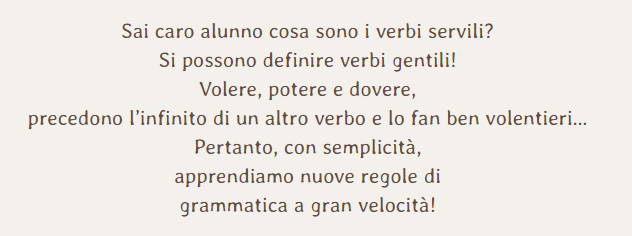 Sai caro alunno cosa sono i verbi servili?
Si possono definire verbi gentili!
Volere, potere e dovere,
precedono l’infinito di un altro verbo e lo fan ben volentieri...
Pertanto, con semplicità,
apprendiamo nuove regole di
grammatica a gran velocità!